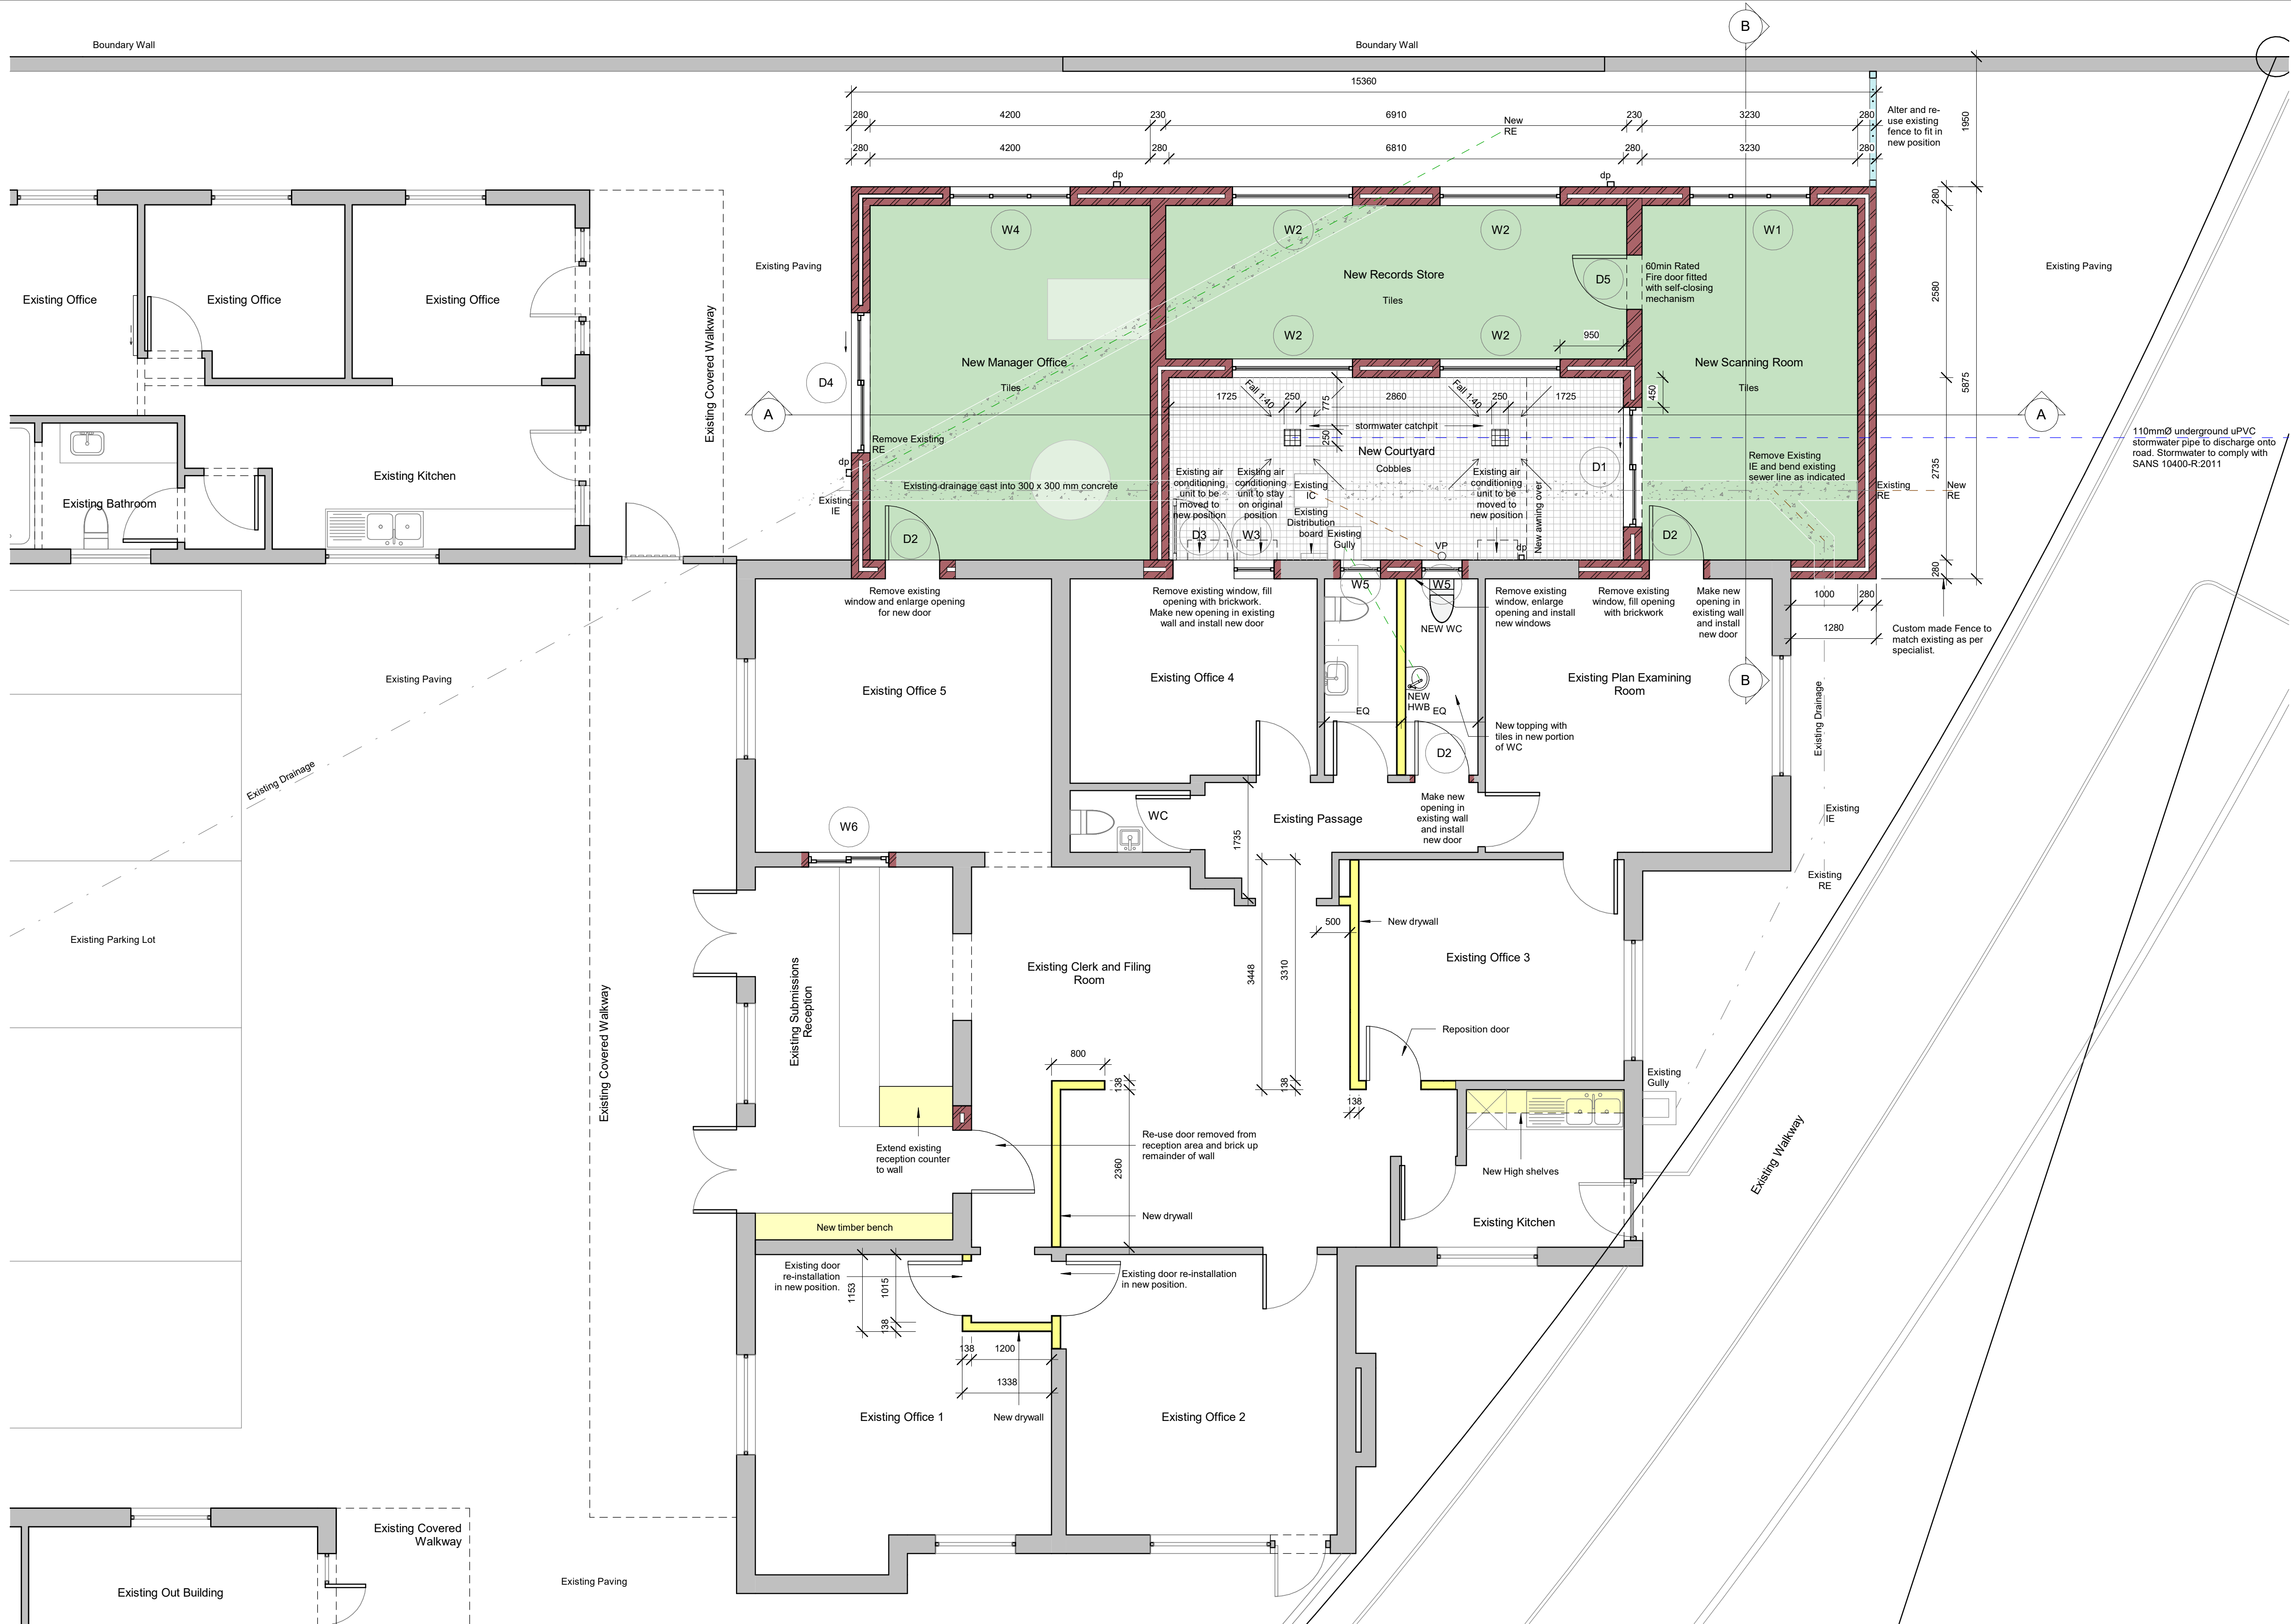 B
Boundary Wall
Boundary Wall
15360
280
4200
230
6910
230
3230
280
New
RE
280
4200
280
6810
280
3230
280
Alter and re-
use existing
fence to fit in
new position
1950
dp
dp
W4
W2
W2
W1
280
Existing Paving
Existing Paving
Existing Office
Existing Office
Existing Office
Existing Covered Walkway
New Records Store
Tiles
D5
60min Rated
Fire door fitted
with self-closing
mechanism
2580
W2
W2
950
New Manager Office
Tiles
New Scanning Room
Tiles
D4
A
A
5875
Fall 1:40
Fall 1:40
1725
250
775
2860
250
1725
450
stormwater catchpit
250
New Courtyard
Cobbles
Remove Existing
RE
110mmØ underground uPVC
stormwater pipe to discharge onto
road. Stormwater to comply with
SANS 10400-R:2011
dp
D1
Remove Existing
IE and bend existing
sewer line as indicated
2735
Existing
RE
New
RE
Existing drainage cast into 300 x 300 mm concrete
Existing
IE
Existing air
conditioning
unit to be
moved to
new position
Existing air
conditioning
unit to stay
on original
position
Existing
IC
Existing
Distribution
board
Existing
Gully
Existing air
conditioning
unit to be
moved to
new position
New awning over
Existing Kitchen
Existing Bathroom
D2
D3
W3
VP
dp
D2
280
W5
W5
Remove existing
window and enlarge opening
for new door
Remove existing window, fill
opening with brickwork.
Make new opening in existing
wall and install new door
NEW WC
Remove existing
window, enlarge
opening and install
new windows
Remove existing
window, fill opening
with brickwork
Make new
opening in
existing wall
and install
new door
1000
280
1280
Custom made Fence to
match existing as per
specialist.
Existing Paving
Existing Office 5
Existing Office 4
Existing Plan Examining
Room
B
NEW
HWB
EQ
EQ
New topping with
tiles in new portion
of WC
D2
Existing Drainage
Existing Drainage
W6
WC
Existing Passage
1735
Make new
opening in
existing wall
and install
new door
Existing
IE
Existing
RE
500
New drywall
Existing Parking Lot
Existing Office 3
Existing Clerk and Filing
Room
3448
3310
Existing Submissions
Reception
Existing Covered Walkway
Reposition door
800
138
138
138
Existing
Gully
Extend existing
reception counter
to wall
Re-use door removed from
reception area and brick up
remainder of wall
2360
New High shelves
Existing Walkway
New drywall
New timber bench
Existing Kitchen
Existing door
re-installation
in new position.
1153
1015
138
Existing door re-installation
in new position.
138
1200
1338
Existing Office 1
New drywall
Existing Office 2
Existing Covered
Walkway
Existing Out Building
Existing Paving